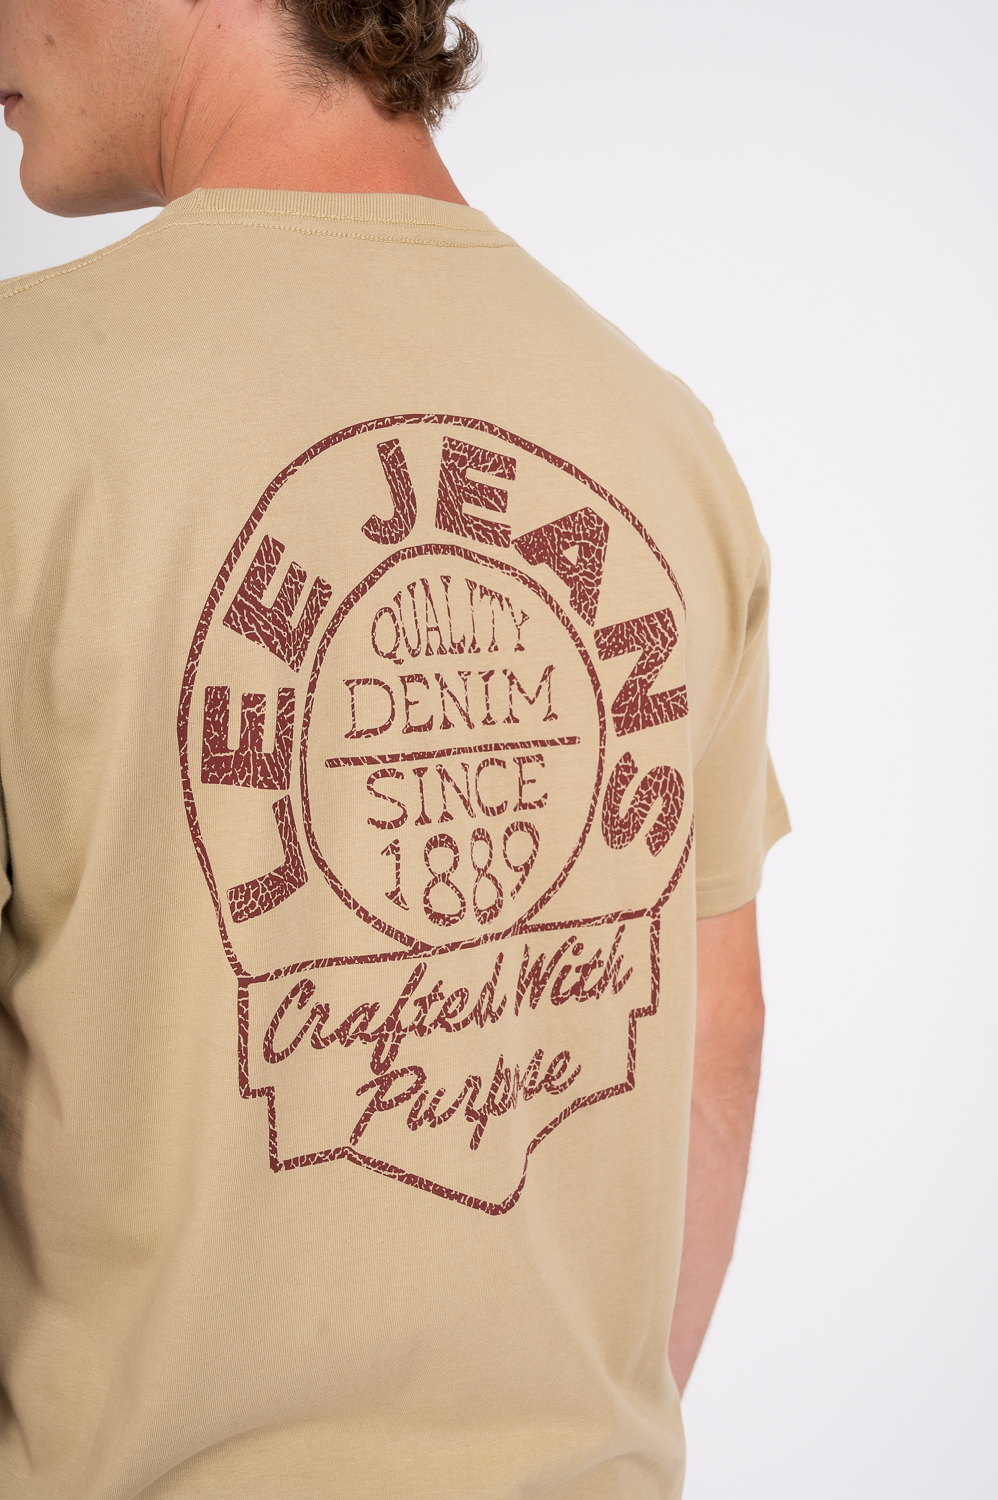 LEE JEANS
QUALITY
DENIM
SINCE
1889
Crafted With
Purpose